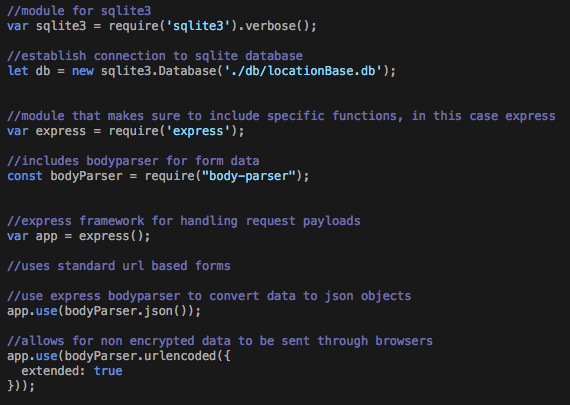 //module for sqlite3
var sqlite3 = require('sqlite3').verbose();
//establish connection to sqlite database
let db = new sqlite3.Database('./db/locationBase.db');
//module that makes sure to include specific functions, in this case express
var express = require('express');
//includes bodyparser for form data
const bodyParser = require("body-parser");
//express framework for handling request payloads
var app = express();
//uses standard url based forms
//use express bodyparser to convert data to json objects
app.use(bodyParser.json());
//allows for non encrypted data to be sent through browsers
app.use(bodyParser.urlencoded({
  extended: true
}));